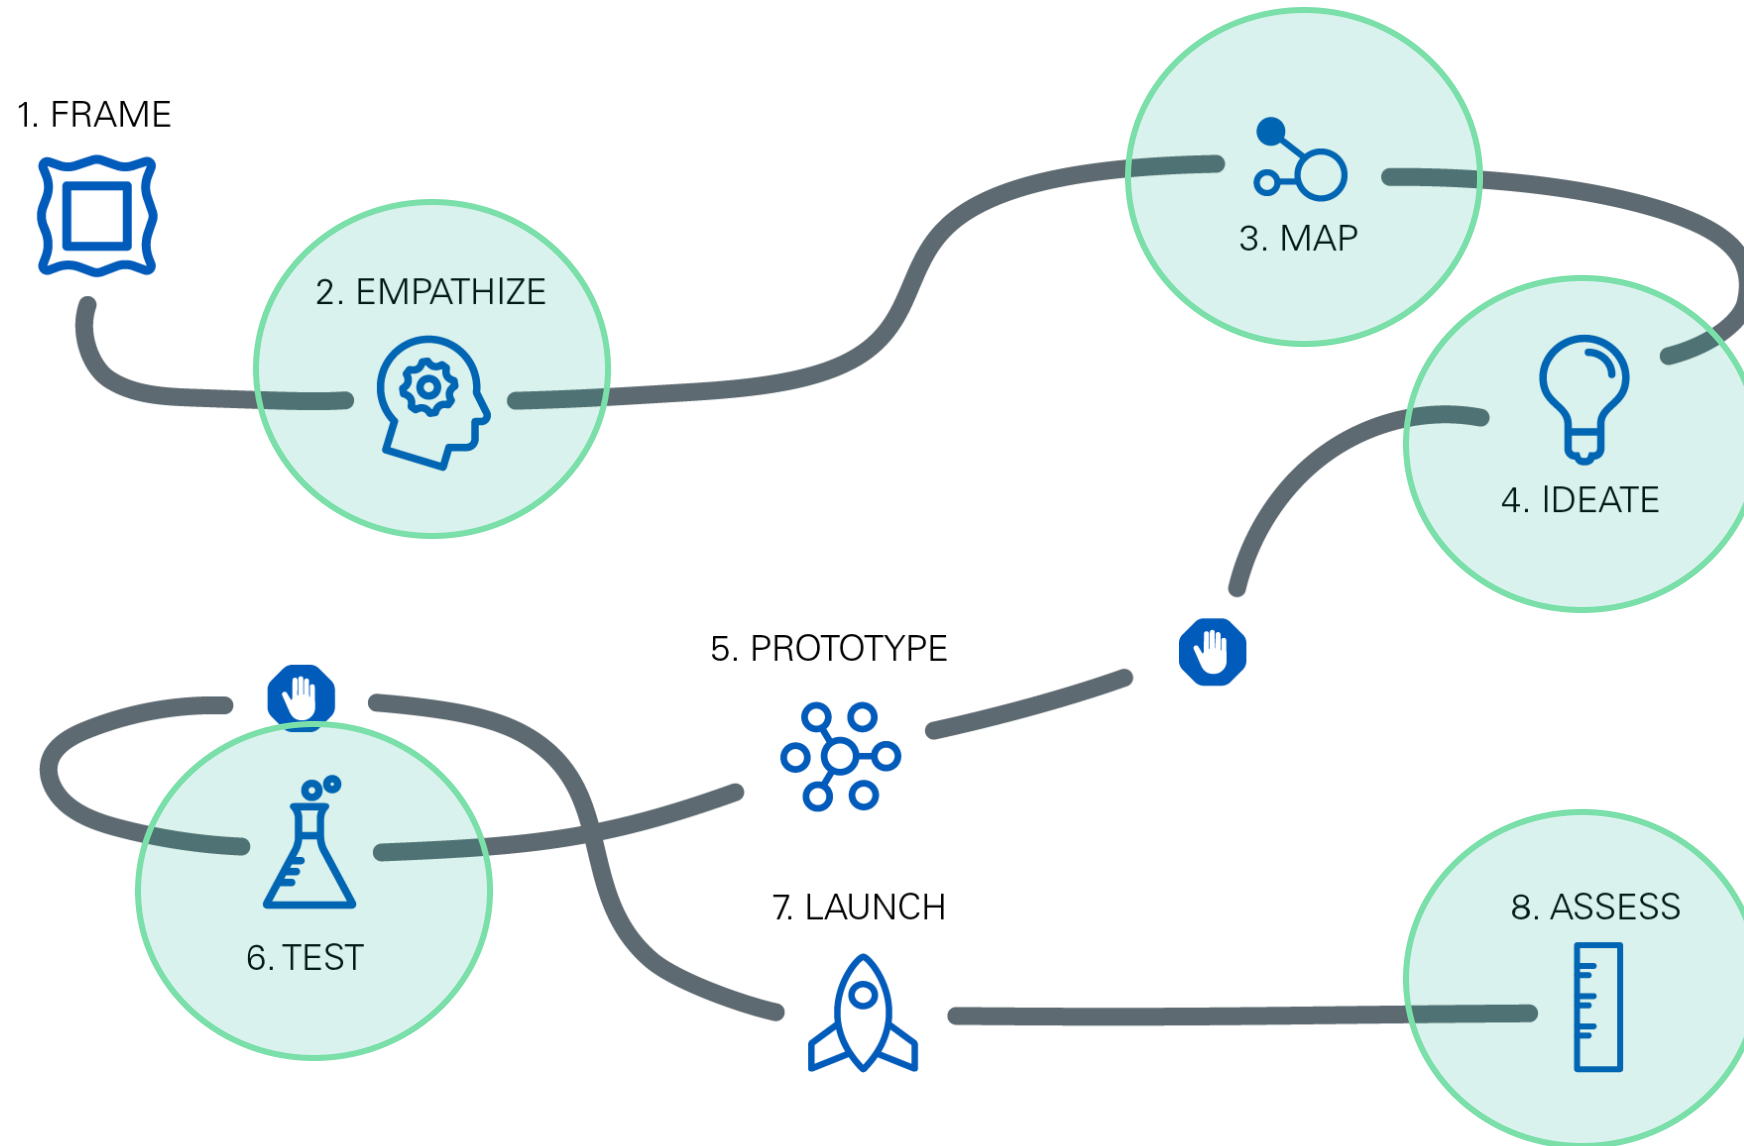 1. FRAME
2. EMPATHIZE
3. MAP
4. IDEATE
5. PROTOTYPE
6. TEST
7. LAUNCH
8. ASSESS